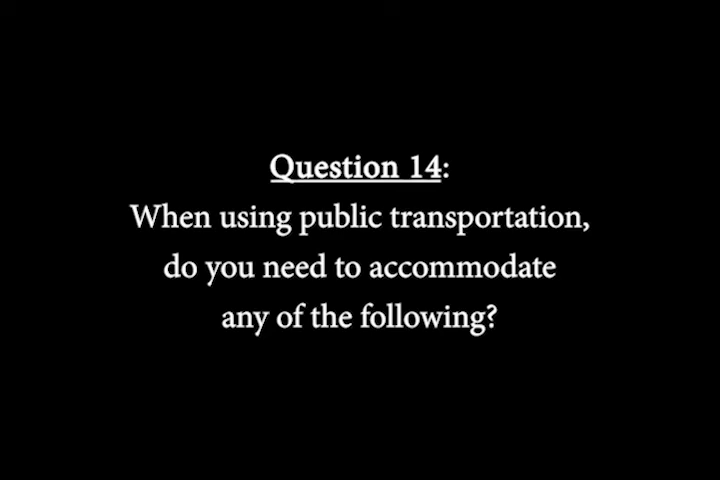 Question 14:
When using public transportation,
do you need to accommodate
any of the following?